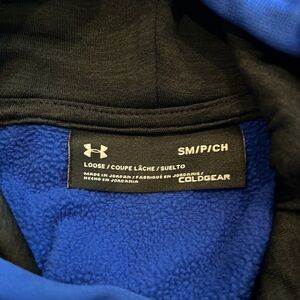 SM/P/CH
LOOSE / COUPE LÂCHE / SUELTO
MADE IN JORDAN / FABRIQUÉ EN JORDANIE /
HECHO EN JORDANIA
COLDGEAR